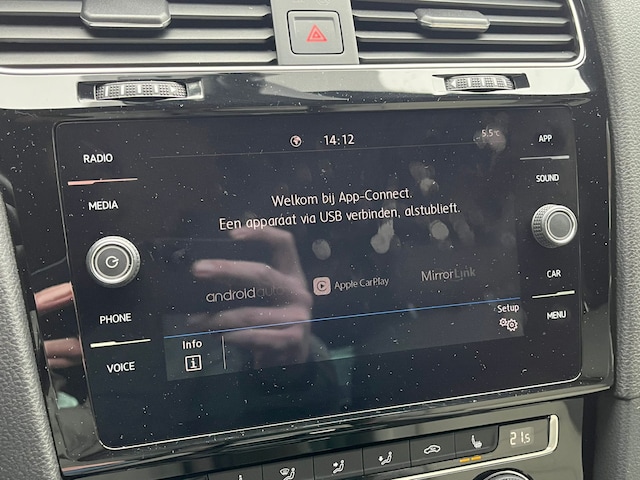 14:12
5.5°C
RADIO
APP
MEDIA
SOUND
Welkom bij App-Connect.
Een apparaat via USB verbinden, alstublieft.
androidauto
Apple CarPlay
MirrorLink
CAR
PHONE
MENU
VOICE
Info
Setup
21.5